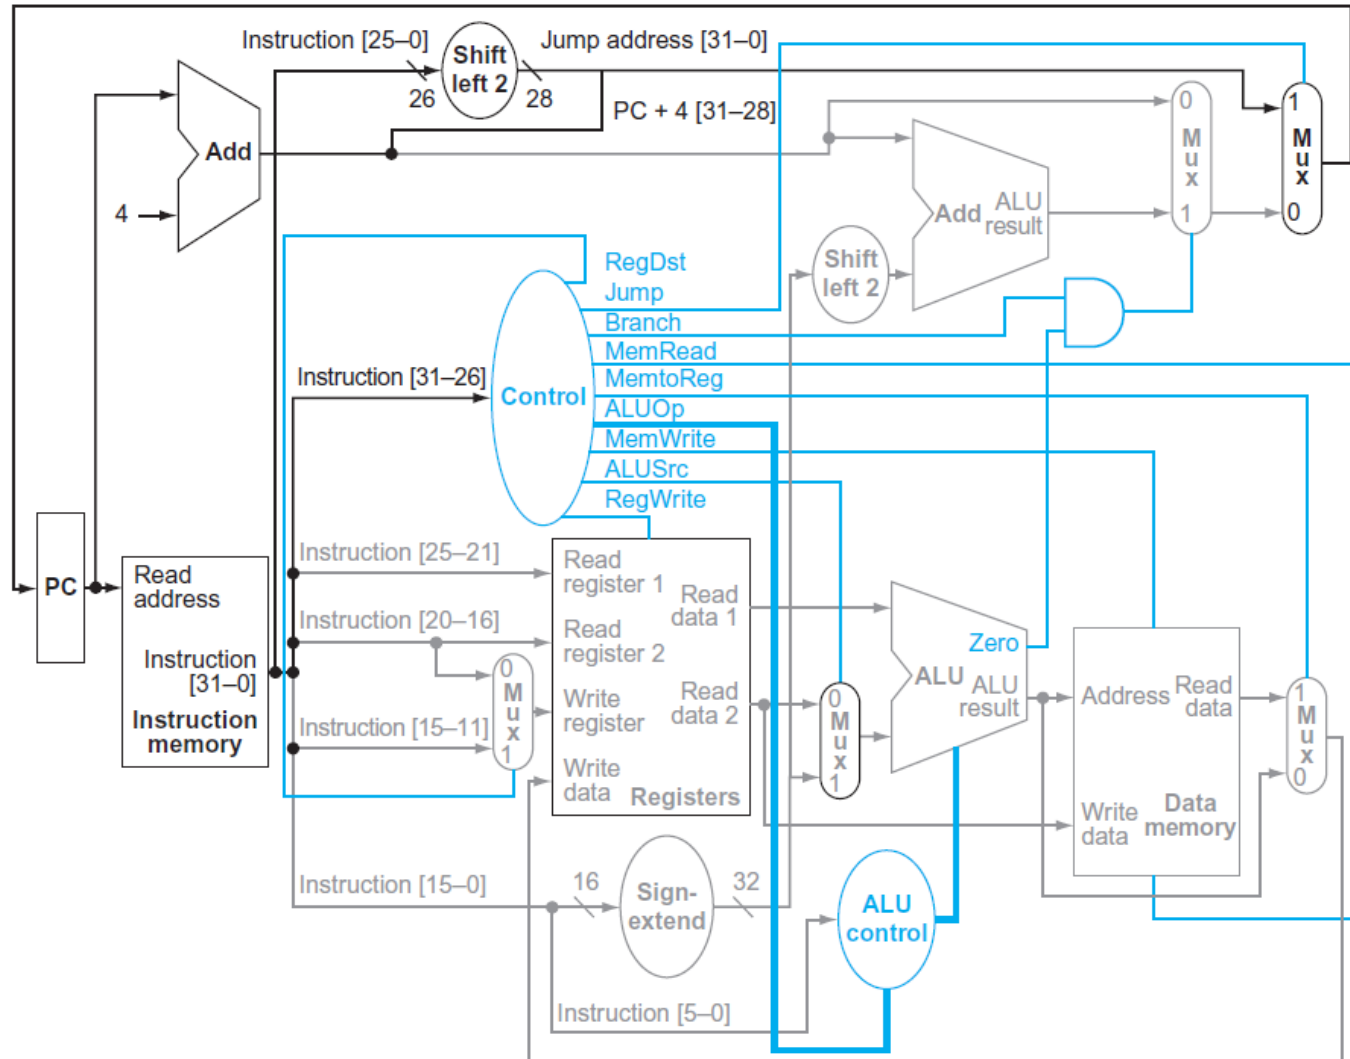 Instruction [25–0]
Shift
left 2
Jump address [31–0]
26
28
PC + 4 [31–28]
Add
4
0
M
u
x
1
1
M
u
x
0
Add
ALU
result
Shift
left 2
RegDst
Jump
Branch
MemRead
MemtoReg
ALUOp
MemWrite
ALUSrc
RegWrite
Instruction [31–26]
Control
PC
Read
address
Instruction
[31–0]
Instruction
memory
Instruction [25–21]
Instruction [20–16]
Instruction [15–11]
0
M
u
x
1
Read
register 1
Read
register 2
Write
register
Write
data
Read
data 1
Read
data 2
Registers
0
M
u
x
1
Zero
ALU
ALU
result
Address
Read
data
Write
data
Data
memory
1
M
u
x
0
Instruction [15–0]
16
Sign-
extend
32
ALU
control
Instruction [5–0]